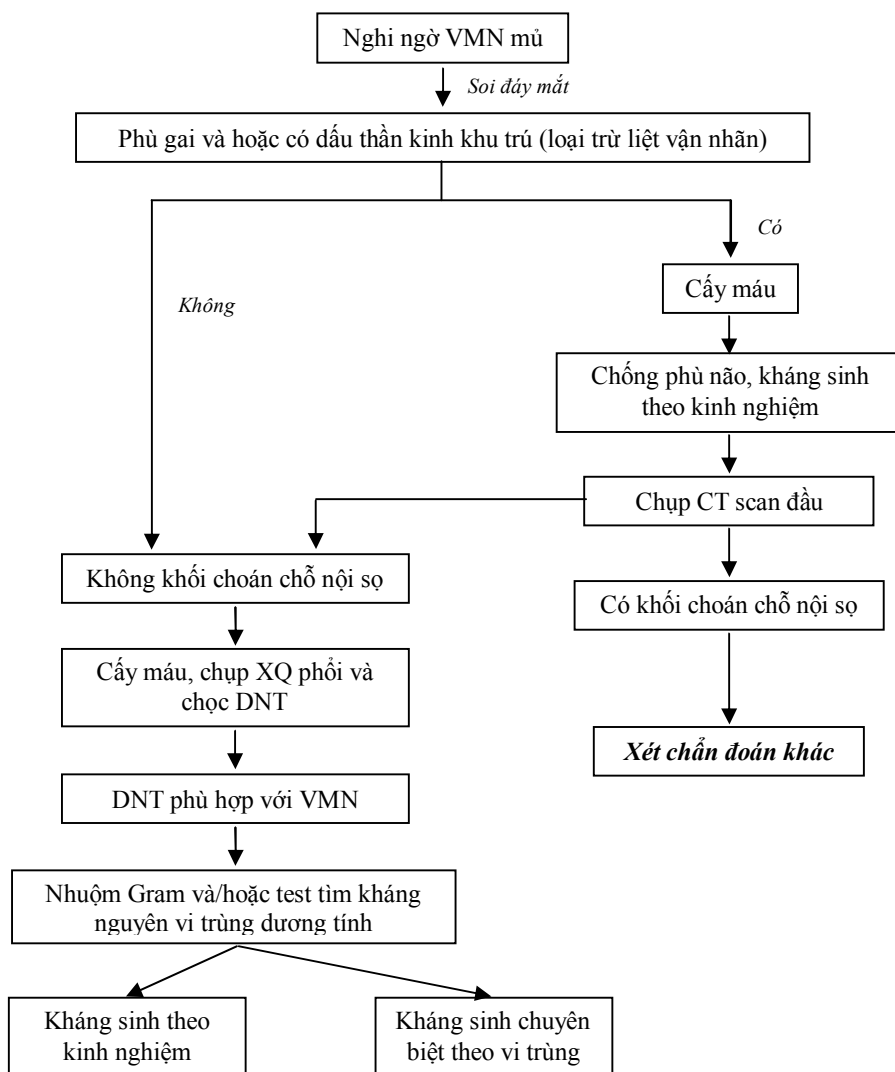 Nghi ngờ VMN mủ
Soi đáy mắt
Phù gai và hoặc có dấu thần kinh khu trú (loại trừ liệt vận nhãn)
Có
Cấy máu
Không
Chống phù não, kháng sinh
theo kinh nghiệm
Chụp CT scan đầu
Không khối choán chỗ nội sọ
Có khối choán chỗ nội sọ
Cấy máu, chụp XQ phổi và
chọc DNT
Xét chẩn đoán khác
DNT phù hợp với VMN
Nhuộm Gram và/hoặc test tìm kháng
nguyên vi trùng dương tính
Kháng sinh theo
kinh nghiệm
Kháng sinh chuyên
biệt theo vi trùng